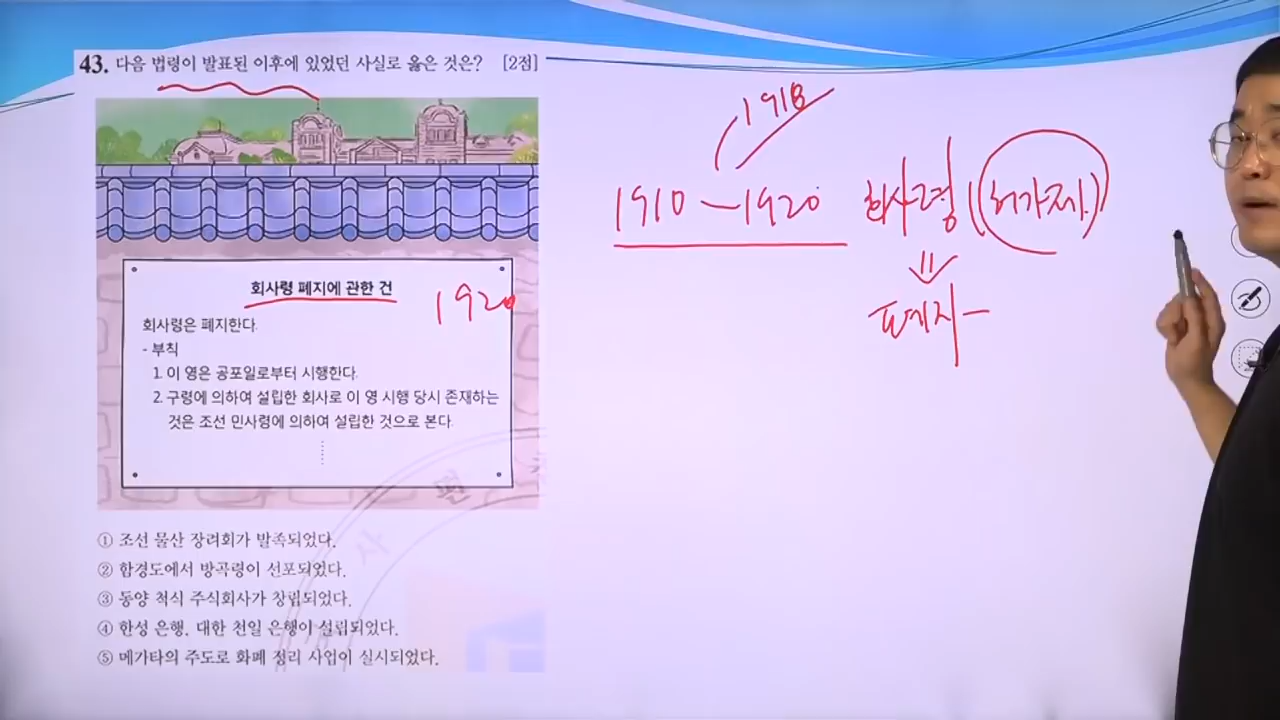 43. 다음 법령이 발표된 이후에 있었던 사실로 옳은 것은? [2점]
회사령 폐지에 관한 건
1920
회사령은 폐지한다.
- 부칙
1. 이 영은 공포일로부터 시행한다.
2. 구령에 의하여 설립한 회사로 이 영 시행 당시 존재하는
것은 조선 민사령에 의하여 설립한 것으로 본다.
① 조선 물산 장려회가 발족되었다.
② 함경도에서 방곡령이 선포되었다.
③ 동양 척식 주식회사가 창립되었다.
④ 한성 은행, 대한 천일 은행이 설립되었다.
⑤ 메가타의 주도로 화폐 정리 사업이 실시되었다.
1918
1910 ~ 1920 회사령 (허가제)
폐지
사 편